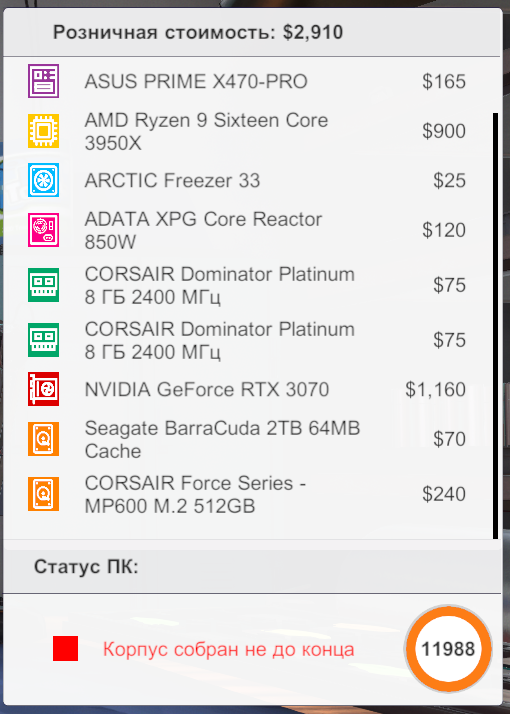 Розничная стоимость: $2,910
ASUS PRIME X470-PRO $165
AMD Ryzen 9 Sixteen Core
3950X $900
ARCTIC Freezer 33 $25
ADATA XPG Core Reactor
850W $120
CORSAIR Dominator Platinum
8 ГБ 2400 МГц $75
CORSAIR Dominator Platinum
8 ГБ 2400 МГц $75
NVIDIA GeForce RTX 3070 $1,160
Seagate BarraCuda 2TB 64MB
Cache $70
CORSAIR Force Series -
MP600 M.2 512GB $240
Статус ПК:
Корпус собран не до конца 11988